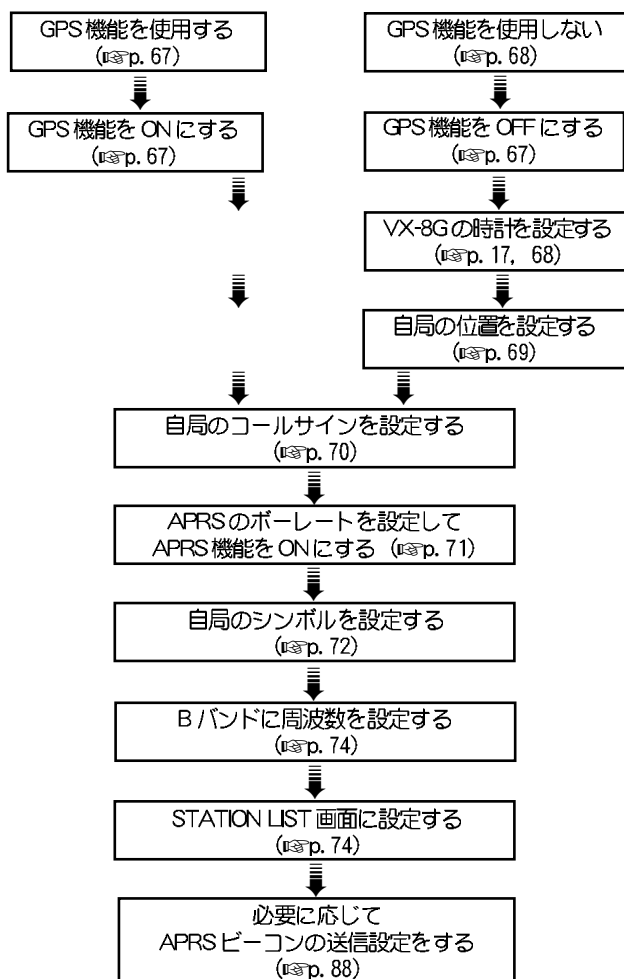 GPS機能を使用する
(☞p. 67)
GPS機能を使用しない
(☞p. 68)
GPS機能をONにする
(☞p. 67)
GPS機能をOFFにする
(☞p. 67)
VX-8Gの時計を設定する
(☞p. 17, 68)
自局の位置を設定する
(☞p. 69)
自局のコールサインを設定する
(☞p. 70)
APRSのボーレートを設定して
APRS機能をONにする (☞p. 71)
自局のシンボルを設定する
(☞p. 72)
Bバンドに周波数を設定する
(☞p. 74)
STATION LIST画面に設定する
(☞p. 74)
必要に応じて
APRSビーコンの送信設定をする
(☞p. 88)